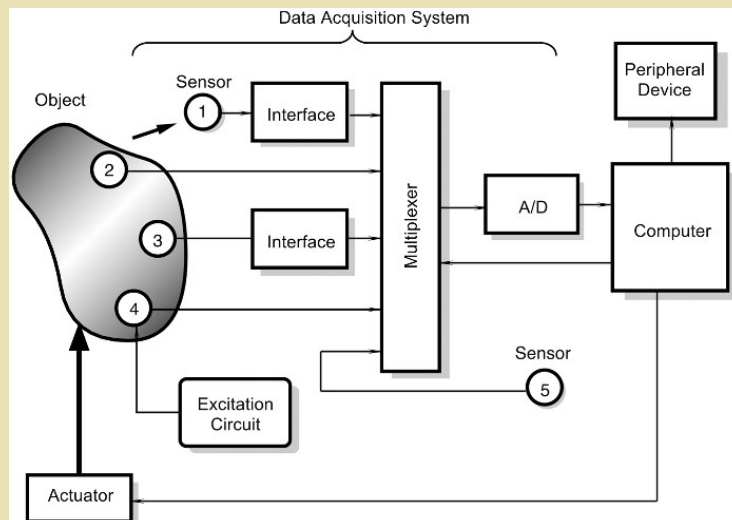 Data Acquisition System
Sensor
Object
Peripheral
Device
1
Interface
2
Multiplexer
A/D
Computer
3
Interface
4
Sensor
5
Excitation
Circuit
Actuator